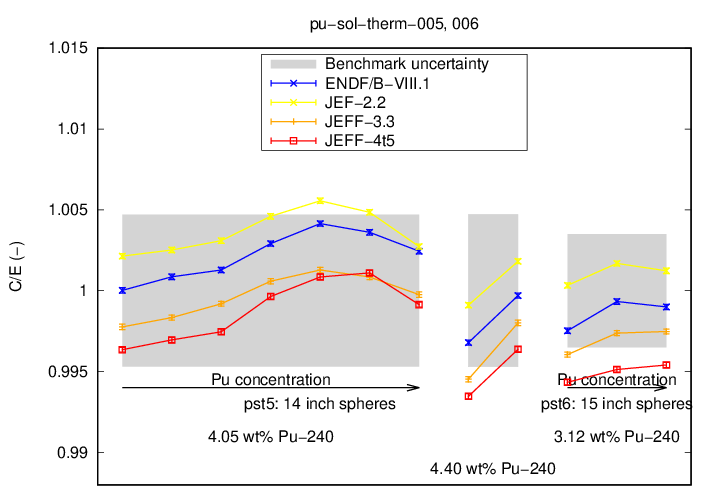 pu−sol−therm−005, 006
1.015
1.01
1.005
1
0.995
0.99
C/E (−)
Benchmark uncertainty
ENDF/B−VIII.1
JEF−2.2
JEFF−3.3
JEFF−4t5
Pu concentration
pst5: 14 inch spheres
4.05 wt% Pu−240
4.40 wt% Pu−240
Pu concentration
pst6: 15 inch spheres
3.12 wt% Pu−240